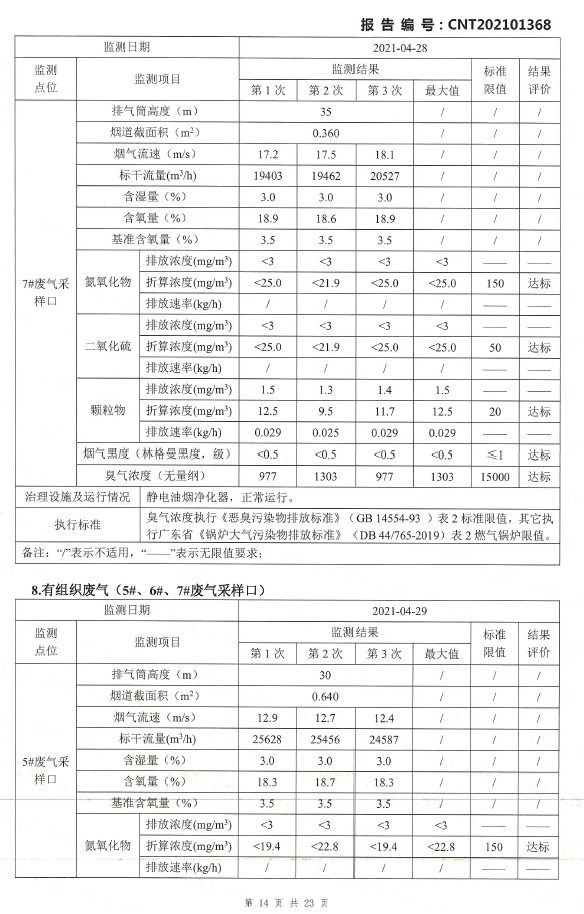 报 告 编 号：CNT202101368
监测日期 2021-04-28
监测点位 监测项目 监测结果 标准限值 结果评价
第 1 次 第 2 次 第 3 次 最大值
7#废气采样口
排气筒高度（m） 35 / / /
烟道截面积（m²） 0.360 / / /
烟气流速（m/s） 17.2 17.5 18.1 / / /
标干流量(m³/h) 19403 19462 20527 / / /
含湿量（%） 3.0 3.0 3.0 / / /
含氧量（%） 18.9 18.6 18.9 / / /
基准含氧量（%） 3.5 3.5 3.5 / / /
氮氧化物 排放浓度(mg/m³) <3 <3 <3 <3 —— ——
折算浓度(mg/m³) <25.0 <21.9 <25.0 <25.0 150 达标
排放速率(kg/h) / / / / —— ——
二氧化硫 排放浓度(mg/m³) <3 <3 <3 <3 —— ——
折算浓度(mg/m³) <25.0 <21.9 <25.0 <25.0 50 达标
排放速率(kg/h) / / / / —— ——
颗粒物 排放浓度(mg/m³) 1.5 1.3 1.4 1.5 —— ——
折算浓度(mg/m³) 12.5 9.5 11.7 12.5 20 达标
排放速率(kg/h) 0.029 0.025 0.029 0.029 —— ——
烟气黑度（林格曼黑度，级） <0.5 <0.5 <0.5 <0.5 ≤1 达标
臭气浓度（无量纲） 977 1303 977 1303 15000 达标
治理设施及运行情况 静电油烟净化器，正常运行。
执行标准 臭气浓度执行《恶臭污染物排放标准》（GB 14554-93 ）表 2 标准限值，其它执
行广东省《锅炉大气污染物排放标准》（DB 44/765-2019）表 2 燃气锅炉限值。
备注：“/”表示不适用，“——”表示无限值要求；
8.有组织废气（5#、6#、7#废气采样口）
监测日期 2021-04-29
监测点位 监测项目 监测结果 标准限值 结果评价
第 1 次 第 2 次 第 3 次 最大值
5#废气采样口
排气筒高度（m） 30 / / /
烟道截面积（m²） 0.640 / / /
烟气流速（m/s） 12.9 12.7 12.4 / / /
标干流量(m³/h) 25628 25456 24587 / / /
含湿量（%） 3.0 3.0 3.0 / / /
含氧量（%） 18.3 18.7 18.3 / / /
基准含氧量（%） 3.5 3.5 3.5 / / /
氮氧化物 排放浓度(mg/m³) <3 <3 <3 <3 —— ——
折算浓度(mg/m³) <19.4 <22.8 <19.4 <22.8 150 达标
排放速率(kg/h) / / / / —— ——
第 14 页 共 23 页